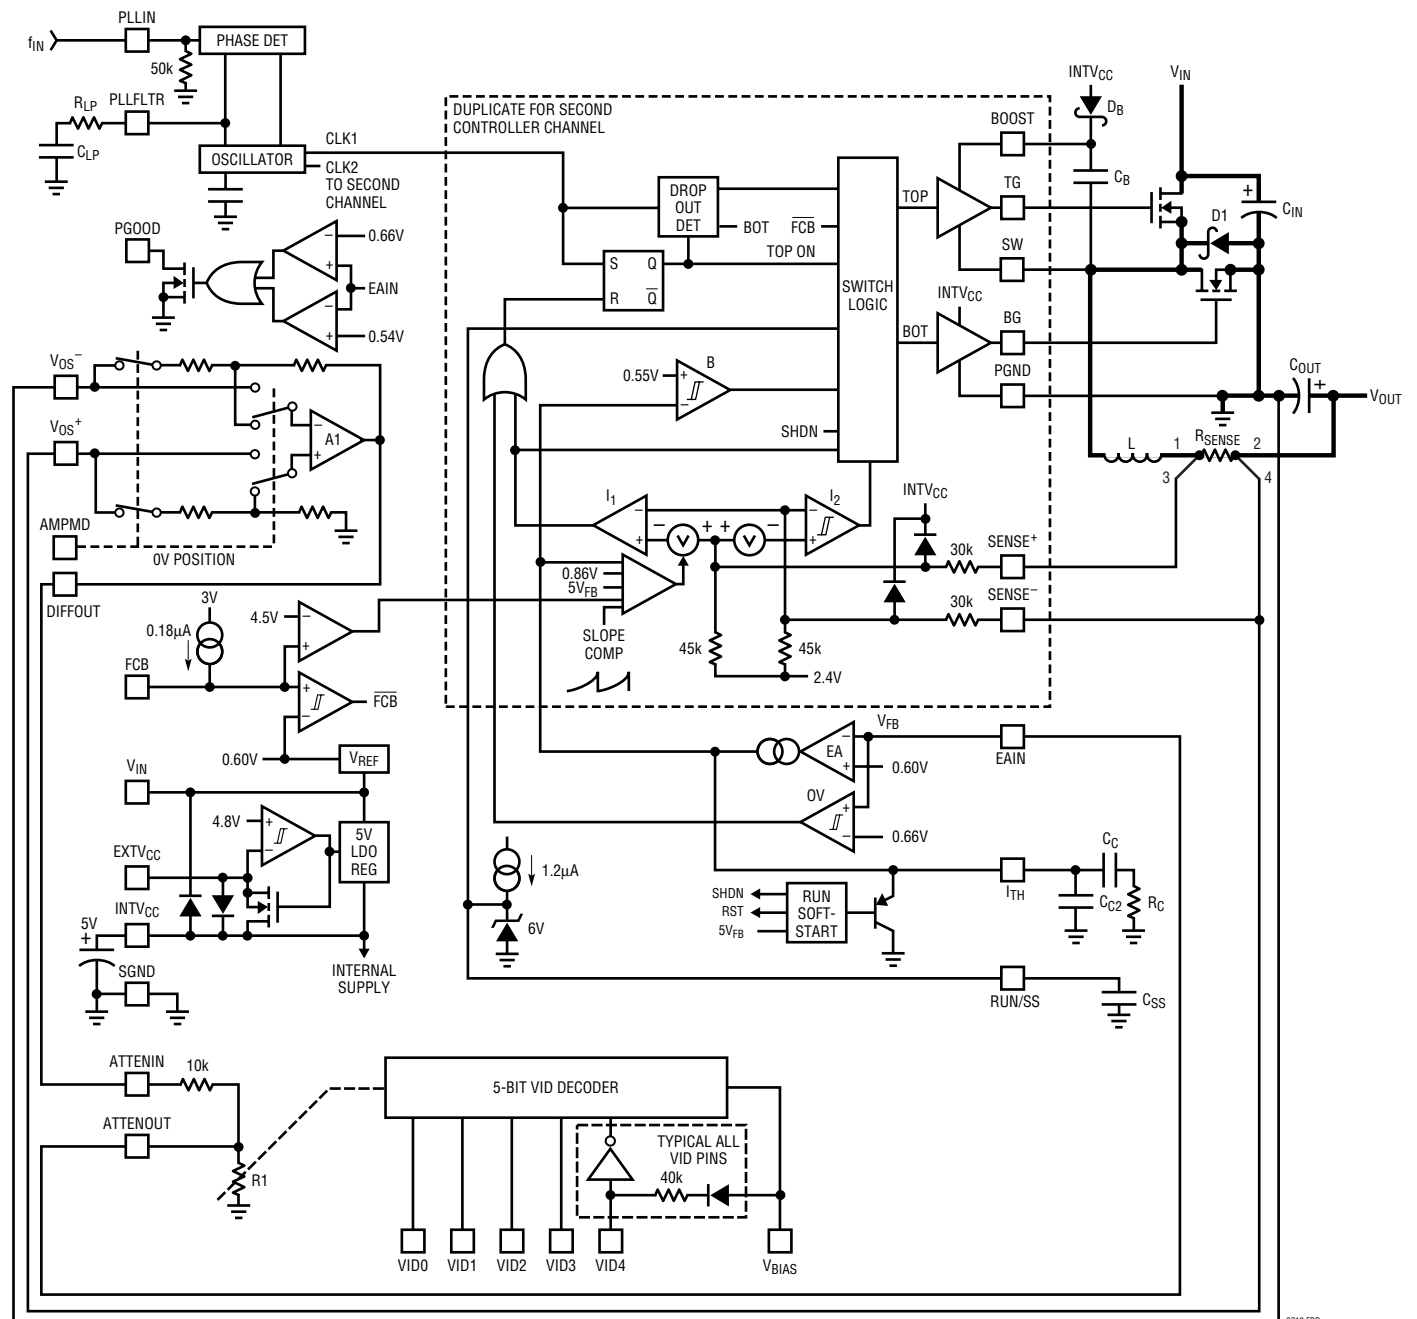 PLLIN
fIN
PHASE DET
50k
RLP
PLLFLTR
CLP
OSCILLATOR
CLK1
CLK2
TO SECOND
CHANNEL
DUPLICATE FOR SECOND
CONTROLLER CHANNEL
INTVCC
VIN
DB
BOOST
CB
CIN
TG
D1
SW
DROP
OUT
DET
BOT
FCB
TOP ON
TOP
S
Q
R
Q
SWITCH
LOGIC
INTVCC
BOT
BG
PGND
PGOOD
0.66V
−
+
EAIN
−
+
0.54V
COUT
+
VOUT
VOS−
VOS+
A1
−
+
AMPMD
0V POSITION
DIFFOUT
0.55V
+
−
B
SHDN
L
1
RSENSE
2
3
4
I1
−
+
−
+
+
−
I2
−
+
INTVCC
30k
SENSE+
30k
SENSE−
0.86V
5VFB
SLOPE
COMP
45k
45k
2.4V
3V
0.18µA
4.5V
−
+
FCB
+
−
FCB
0.60V
VREF
VIN
VFB
−
EA
+
0.60V
EAIN
OV
+
−
0.66V
4.8V
+
−
5V
LDO
REG
EXTVCC
INTVCC
5V
+
SGND
INTERNAL
SUPPLY
1.2µA
6V
SHDN
RST
5VFB
RUN
SOFT-
START
ITH
CC
CC2
RC
RUN/SS
CSS
ATTENIN
10k
ATTENOUT
R1
5-BIT VID DECODER
TYPICAL ALL
VID PINS
40k
VID0
VID1
VID2
VID3
VID4
VBIAS